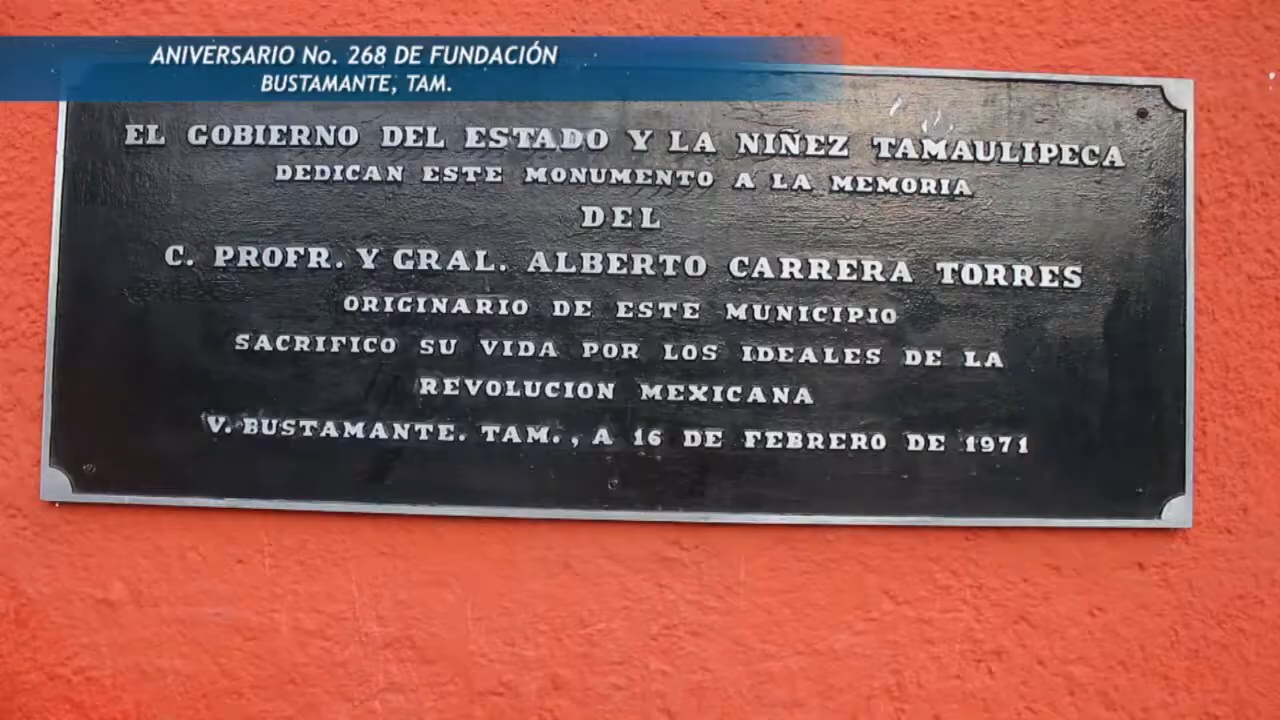 ANIVERSARIO No. 268 DE FUNDACIÓN
BUSTAMANTE, TAM.
EL GOBIERNO DEL ESTADO Y LA NIÑEZ TAMAULIPECA
DEDICAN ESTE MONUMENTO A LA MEMORIA
DEL
C. PROFR. Y GRAL. ALBERTO CARRERA TORRES
ORIGINARIO DE ESTE MUNICIPIO
SACRIFICO SU VIDA POR LOS IDEALES DE LA
REVOLUCION MEXICANA
V. BUSTAMANTE. TAM., A 16 DE FEBRERO DE 1971